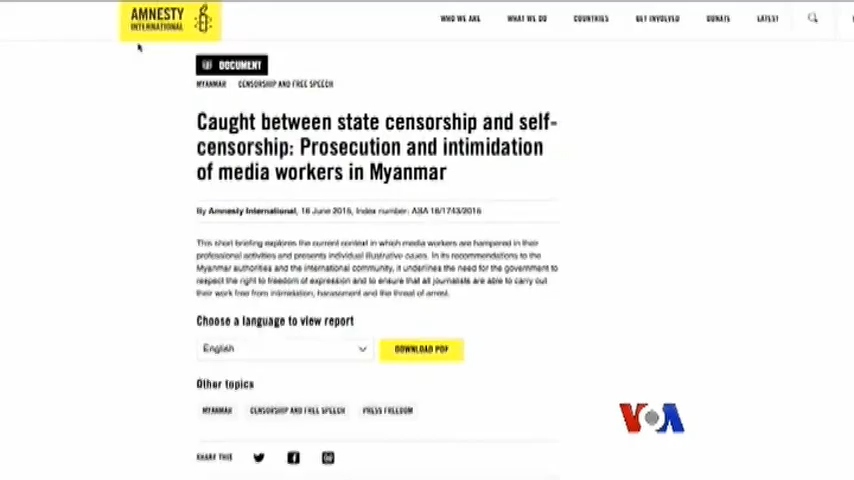 AMNESTY
INTERNATIONAL
WHO WE ARE
WHAT WE DO
COUNTRIES
GET INVOLVED
DONATE
LATEST
DOCUMENT
MYANMAR CENSORSHIP AND FREE SPEECH
Caught between state censorship and self-
censorship: Prosecution and intimidation
of media workers in Myanmar
By Amnesty International, 16 June 2015, Index number: ASA 16/1743/2015
This short briefing explores the current context in which media workers are hampered in their
professional activities and presents individual illustrative cases. In its recommendations to the
Myanmar authorities and the international community, it underlines the need for the government to
respect the right to freedom of expression and to ensure that all journalists are able to carry out
their work free from intimidation, harassment and the threat of arrest.
Choose a language to view report
English
DOWNLOAD PDF
Other topics
MYANMAR
CENSORSHIP AND FREE SPEECH
PRESS FREEDOM
VOA
SHARE THIS